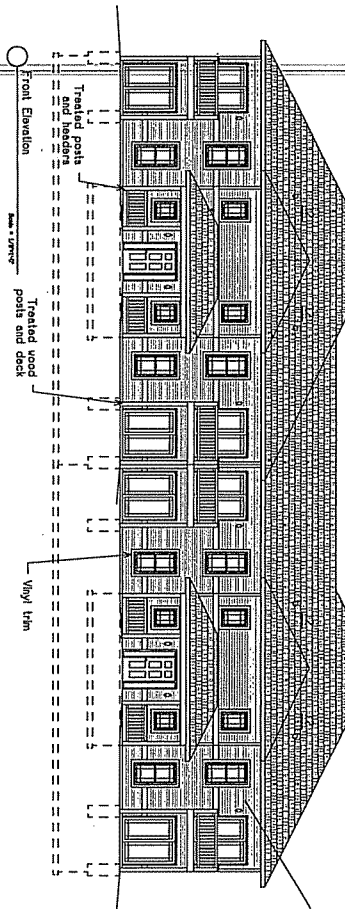 Front Elevation
Treated posts
and headers
Treated wood
posts and deck
Vinyl trim